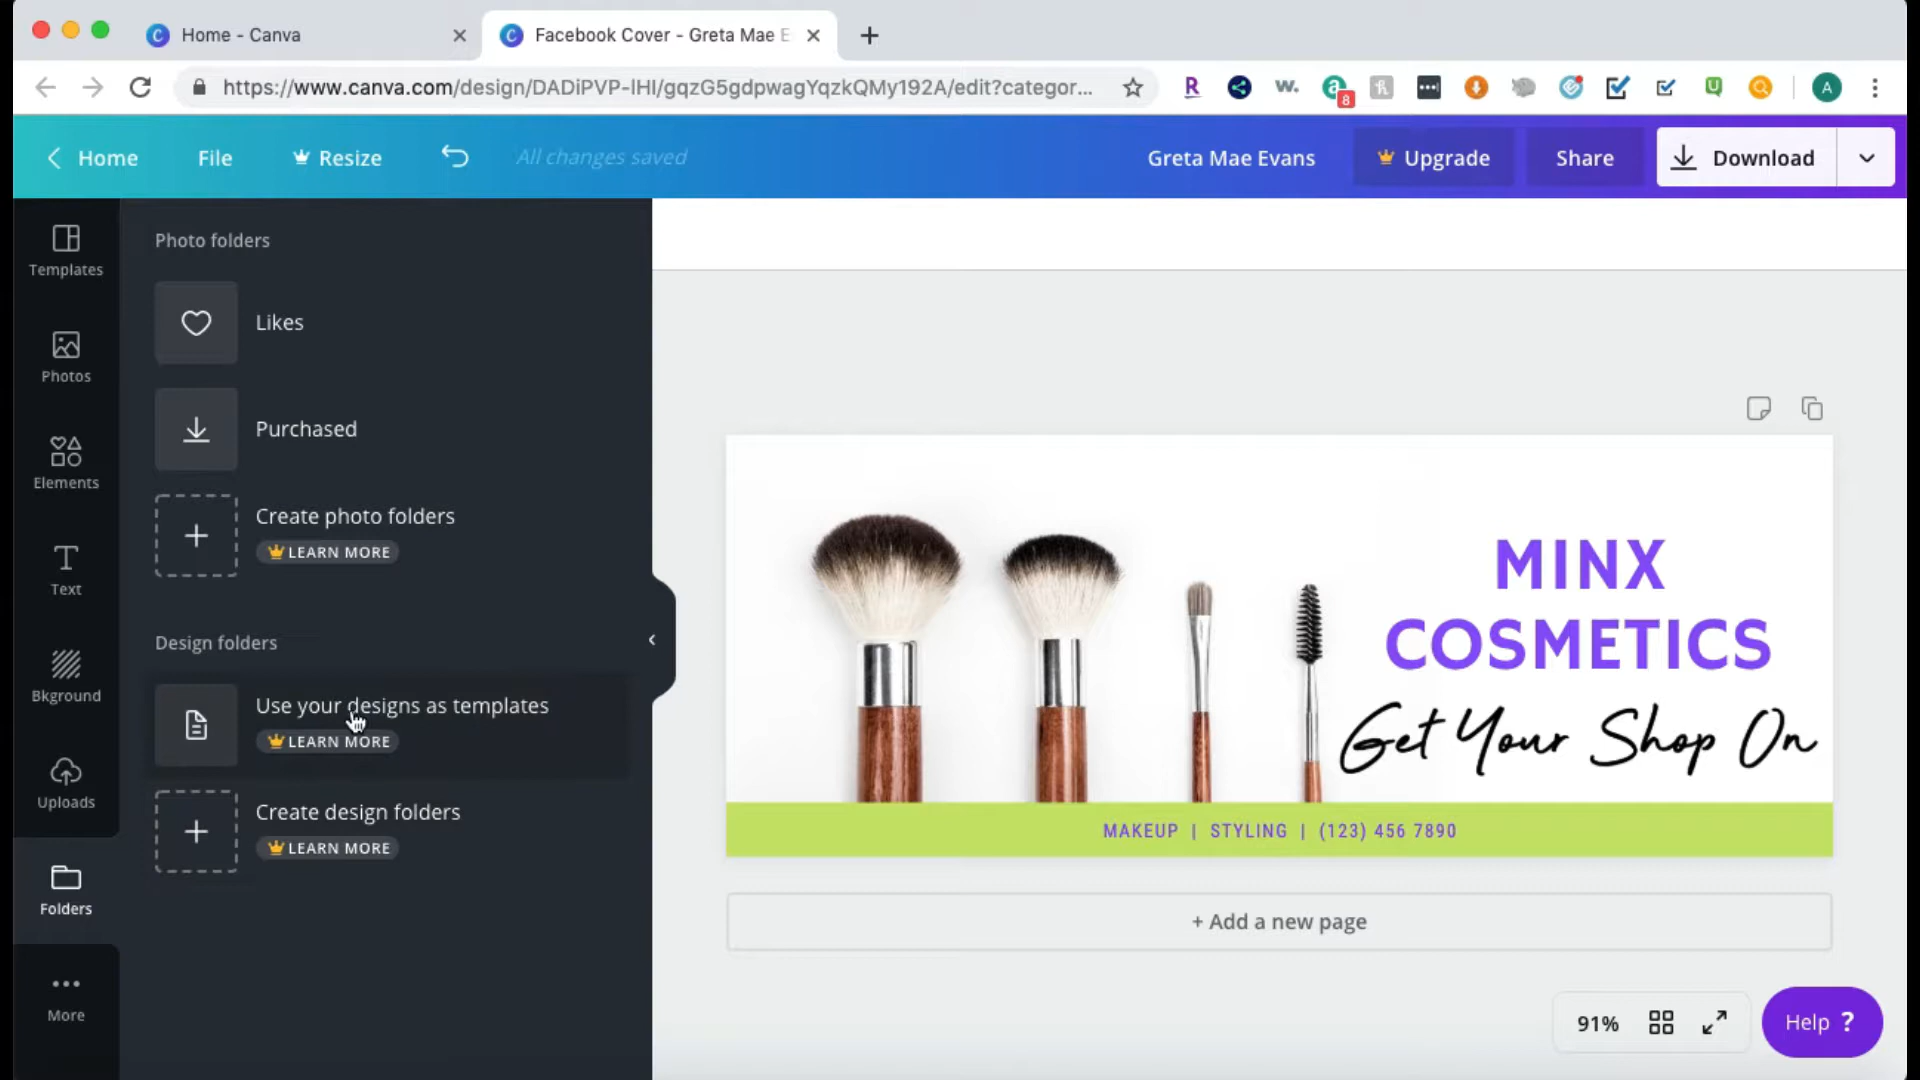 Home - Canva
Facebook Cover - Greta Mae E
https://www.canva.com/design/DADiPVP-lHI/gqzG5gdpwagYqzkQMy192A/edit?categor...
8
A
Home
File
Resize
All changes saved
Greta Mae Evans
Upgrade
Share
Download
Templates
Photos
Elements
Text
Bkground
Uploads
Folders
More
Photo folders
Likes
Purchased
Create photo folders
LEARN MORE
Design folders
Use your designs as templates
LEARN MORE
Create design folders
LEARN MORE
MINX
COSMETICS
Get Your Shop On
MAKEUP | STYLING | (123) 456 7890
+ Add a new page
91%
Help ?